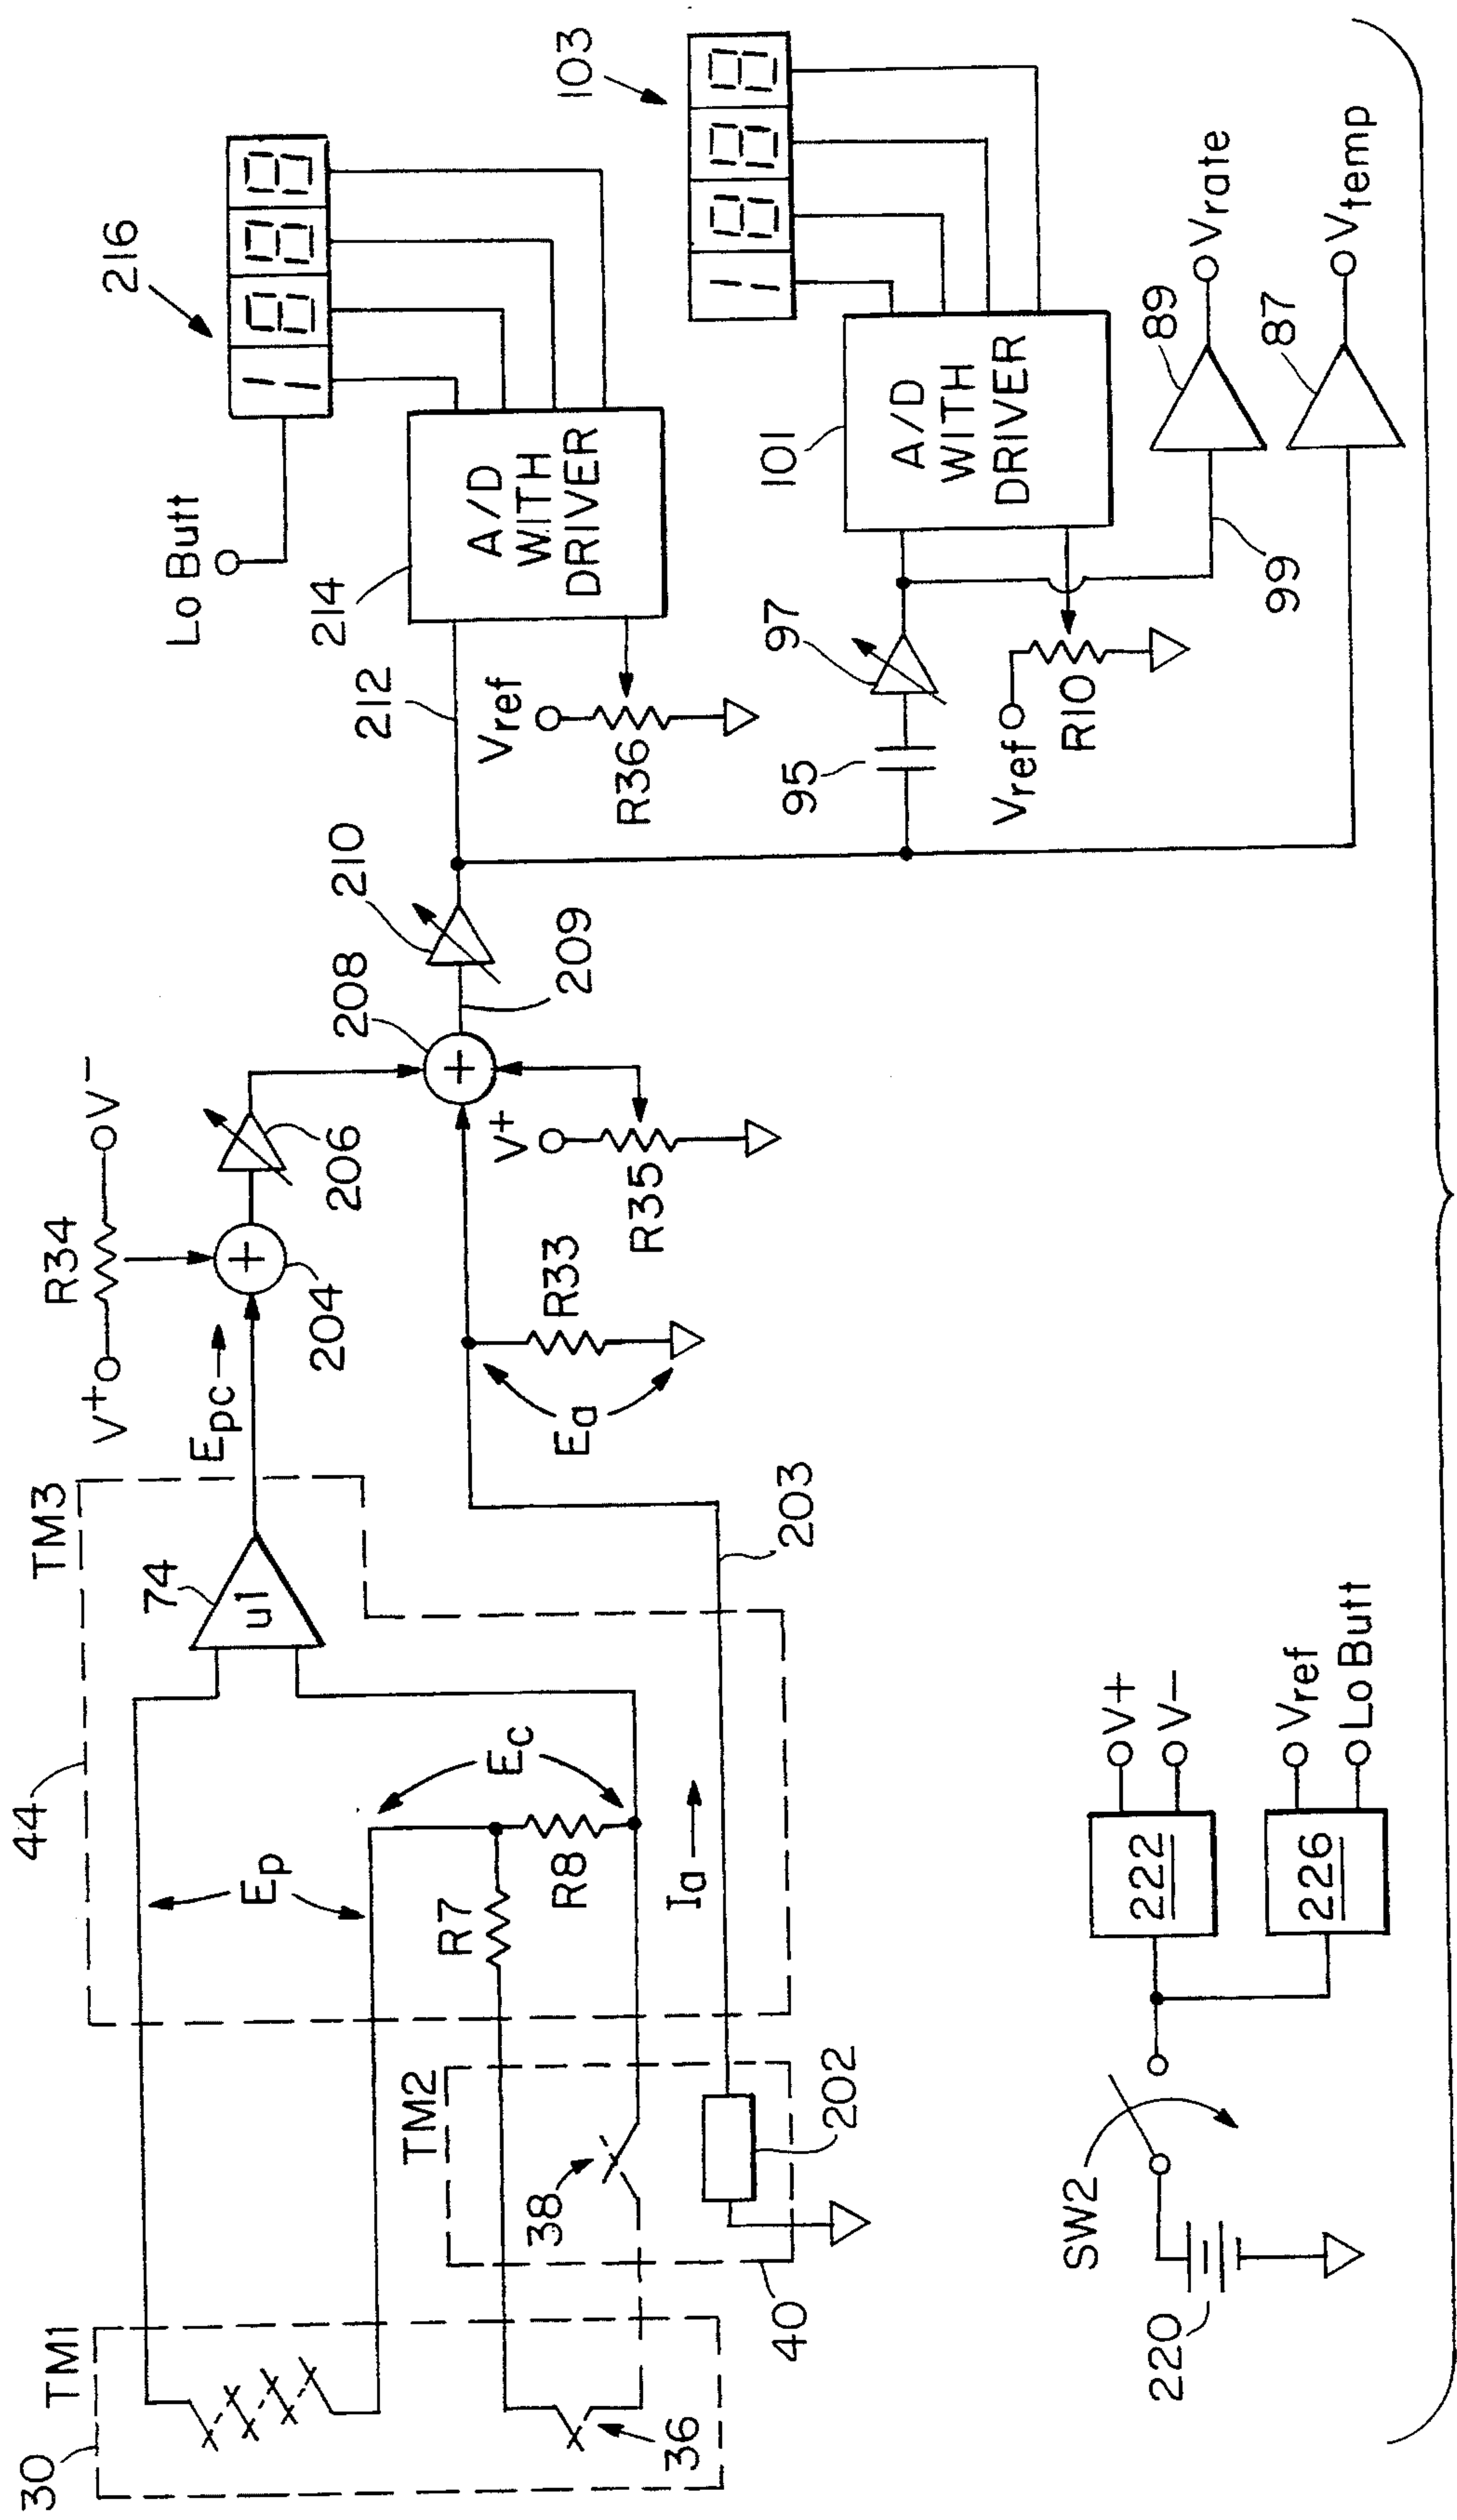 216
103
Lo Butt
214
A/D
WITH
DRIVER
212
Vref
R36
101
A/D
WITH
DRIVER
89
Vrate
87
Vtemp
97
99
95
Vref
R10
210
208
209
R34
V-
V+
206
204
Epc
V+
R35
R33
Ea
203
TM3
74
u1
44
Ep
Ec
R7
R8
Ia
TM2
38
202
40
TM1
30
36
V+
V-
222
Vref
Lo Butt
226
SW2
220